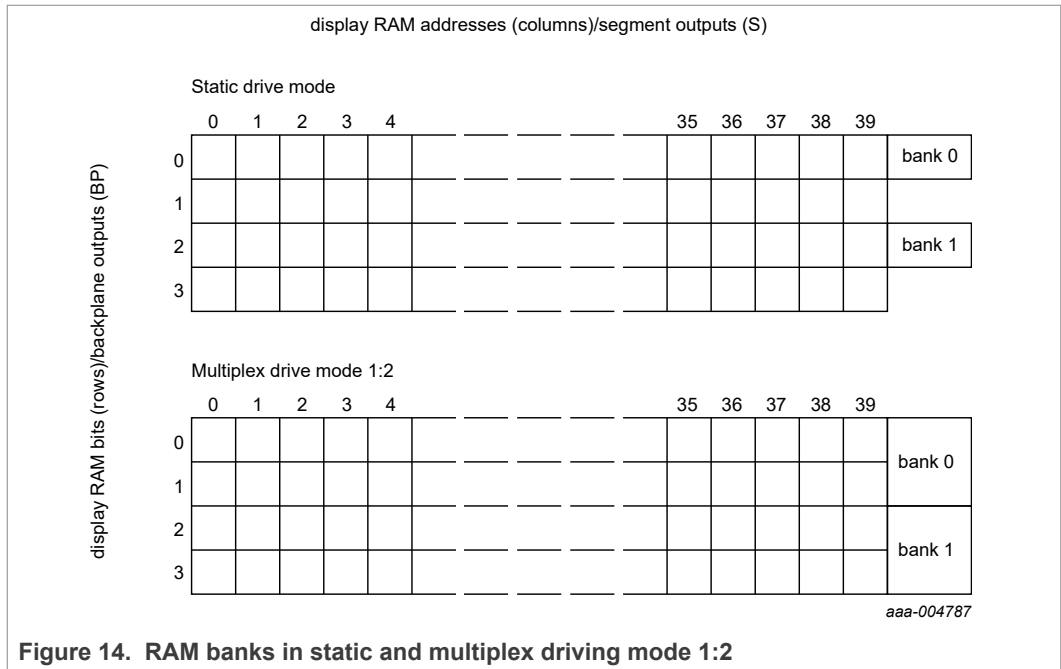 display RAM addresses (columns)/segment outputs (S)
display RAM bits (rows)/backplane outputs (BP)
Static drive mode
0 1 2 3 4 35 36 37 38 39
0 bank 0
1
2 bank 1
3
Multiplex drive mode 1:2
0 1 2 3 4 35 36 37 38 39
0
bank 0
1
2
bank 1
3
aaa-004787
Figure 14. RAM banks in static and multiplex driving mode 1:2